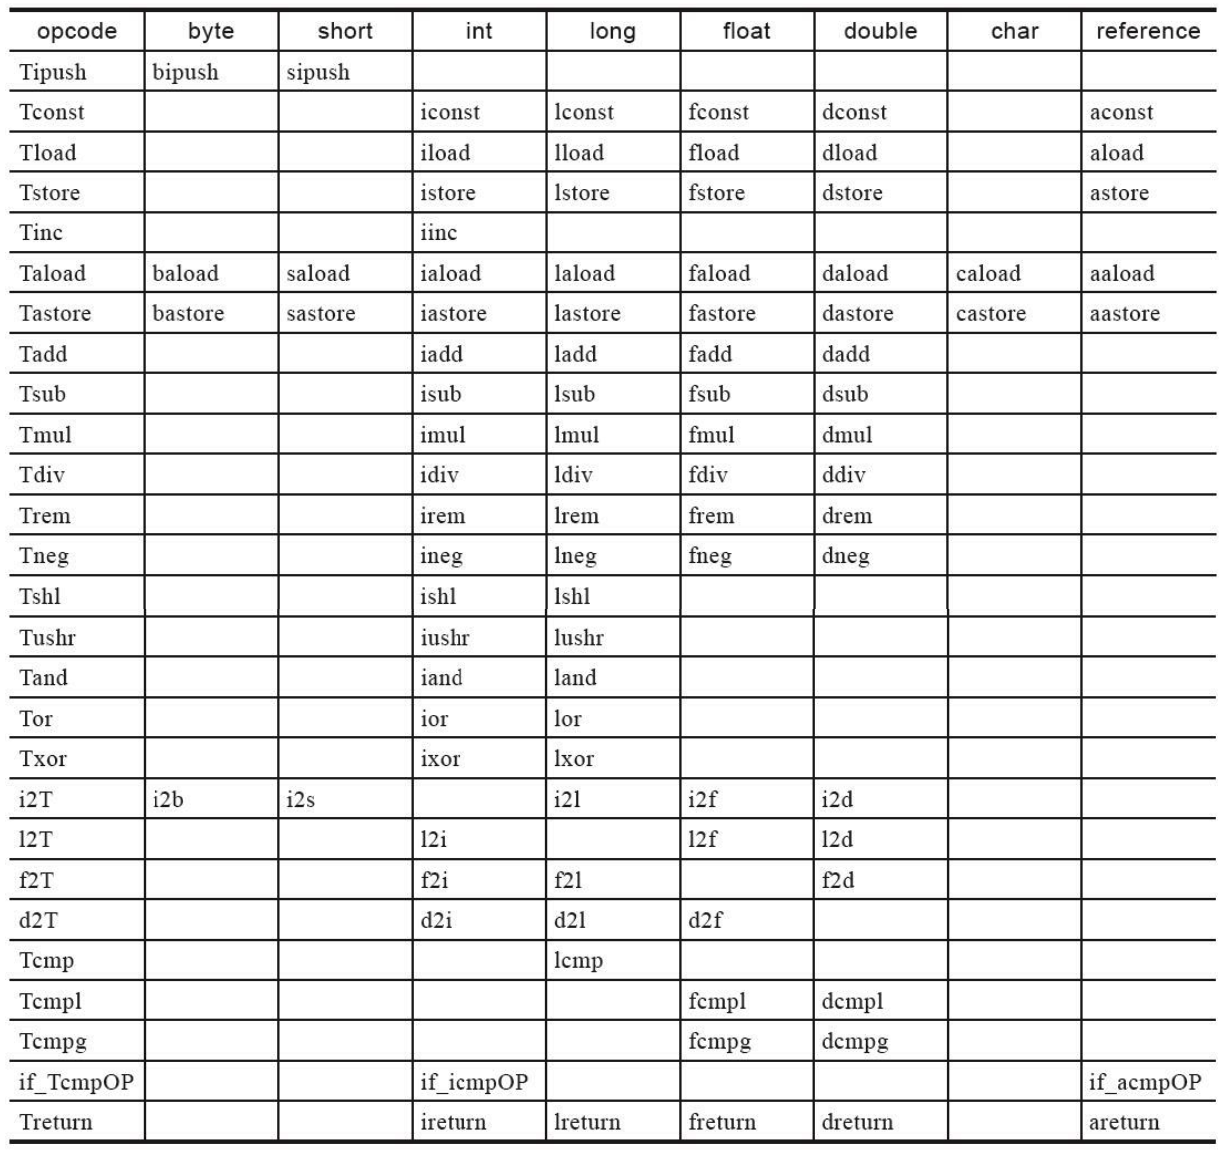 opcode byte short int long float double char reference
Tipush bipush sipush
Tconst iconst lconst fconst dconst aconst
Tload iload lload fload dload aload
Tstore istore lstore fstore dstore astore
Tinc iinc
Taload baload saload iaload laload faload daload caload aaload
Tastore bastore sastore iastore lastore fastore dastore castore aastore
Tadd iadd ladd fadd dadd
Tsub isub lsub fsub dsub
Tmul imul lmul fmul dmul
Tdiv idiv ldiv fdiv ddiv
Trem irem lrem frem drem
Tneg ineg lneg fneg dneg
Tshl ishl lshl
Tushr iushr lushr
Tand iand land
Tor ior lor
Txor ixor lxor
i2T i2b i2s i2l i2f i2d
l2T l2i l2f l2d
f2T f2i f2l f2d
d2T d2i d2l d2f
Tcmp lcmp
Tcmpl fcmpl dcmpl
Tcmpg fcmpg dcmpg
if_TcmpOP if_icmpOP if_acmpOP
Treturn ireturn lreturn freturn dreturn areturn